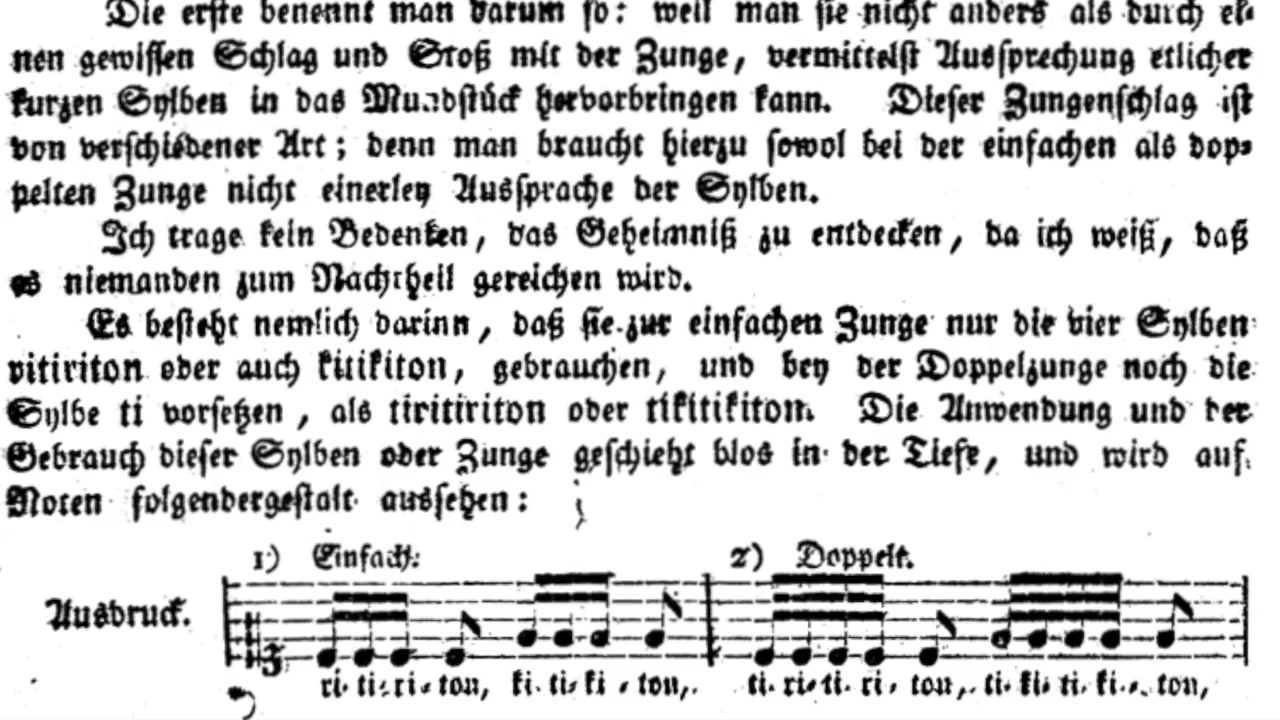 Die erste benennt man darum so: weil man sie nicht anders als durch ei-
nen gewissen Schlag und Stoß mit der Zunge, vermittelst Aussprechung etlicher
kurzen Sylben in das Mundstück hervorbringen kann. Dieser Zungenschlag ist
von verschiedener Art; denn man braucht hierzu sowol bei der einfachen als dop-
pelten Zunge nicht einerley Aussprache der Sylben.
Ich trage kein Bedenken, das Geheimniß zu entdecken, da ich weiß, daß
es niemanden zum Nachtheil gereichen wird.
Es besteht nemlich darinn, daß sie zur einfachen Zunge nur die vier Sylben
ritiriton oder auch kitikiton, gebrauchen, und bey der Doppelzunge noch die
Sylbe ti vorsetzen, als tiritiriton oder tikitikiton. Die Anwendung und der
Gebrauch dieser Sylben oder Zunge geschieht blos in der Tiefe, und wird auf
Noten folgendergestalt aussehen:
1) Einfach: 2) Doppelt.
Ausdruck.
ri- ti- ri- ton, ki- ti- ki- ton, ti- ri- ti- ri- ton, ti- ki- ti- ki- ton,